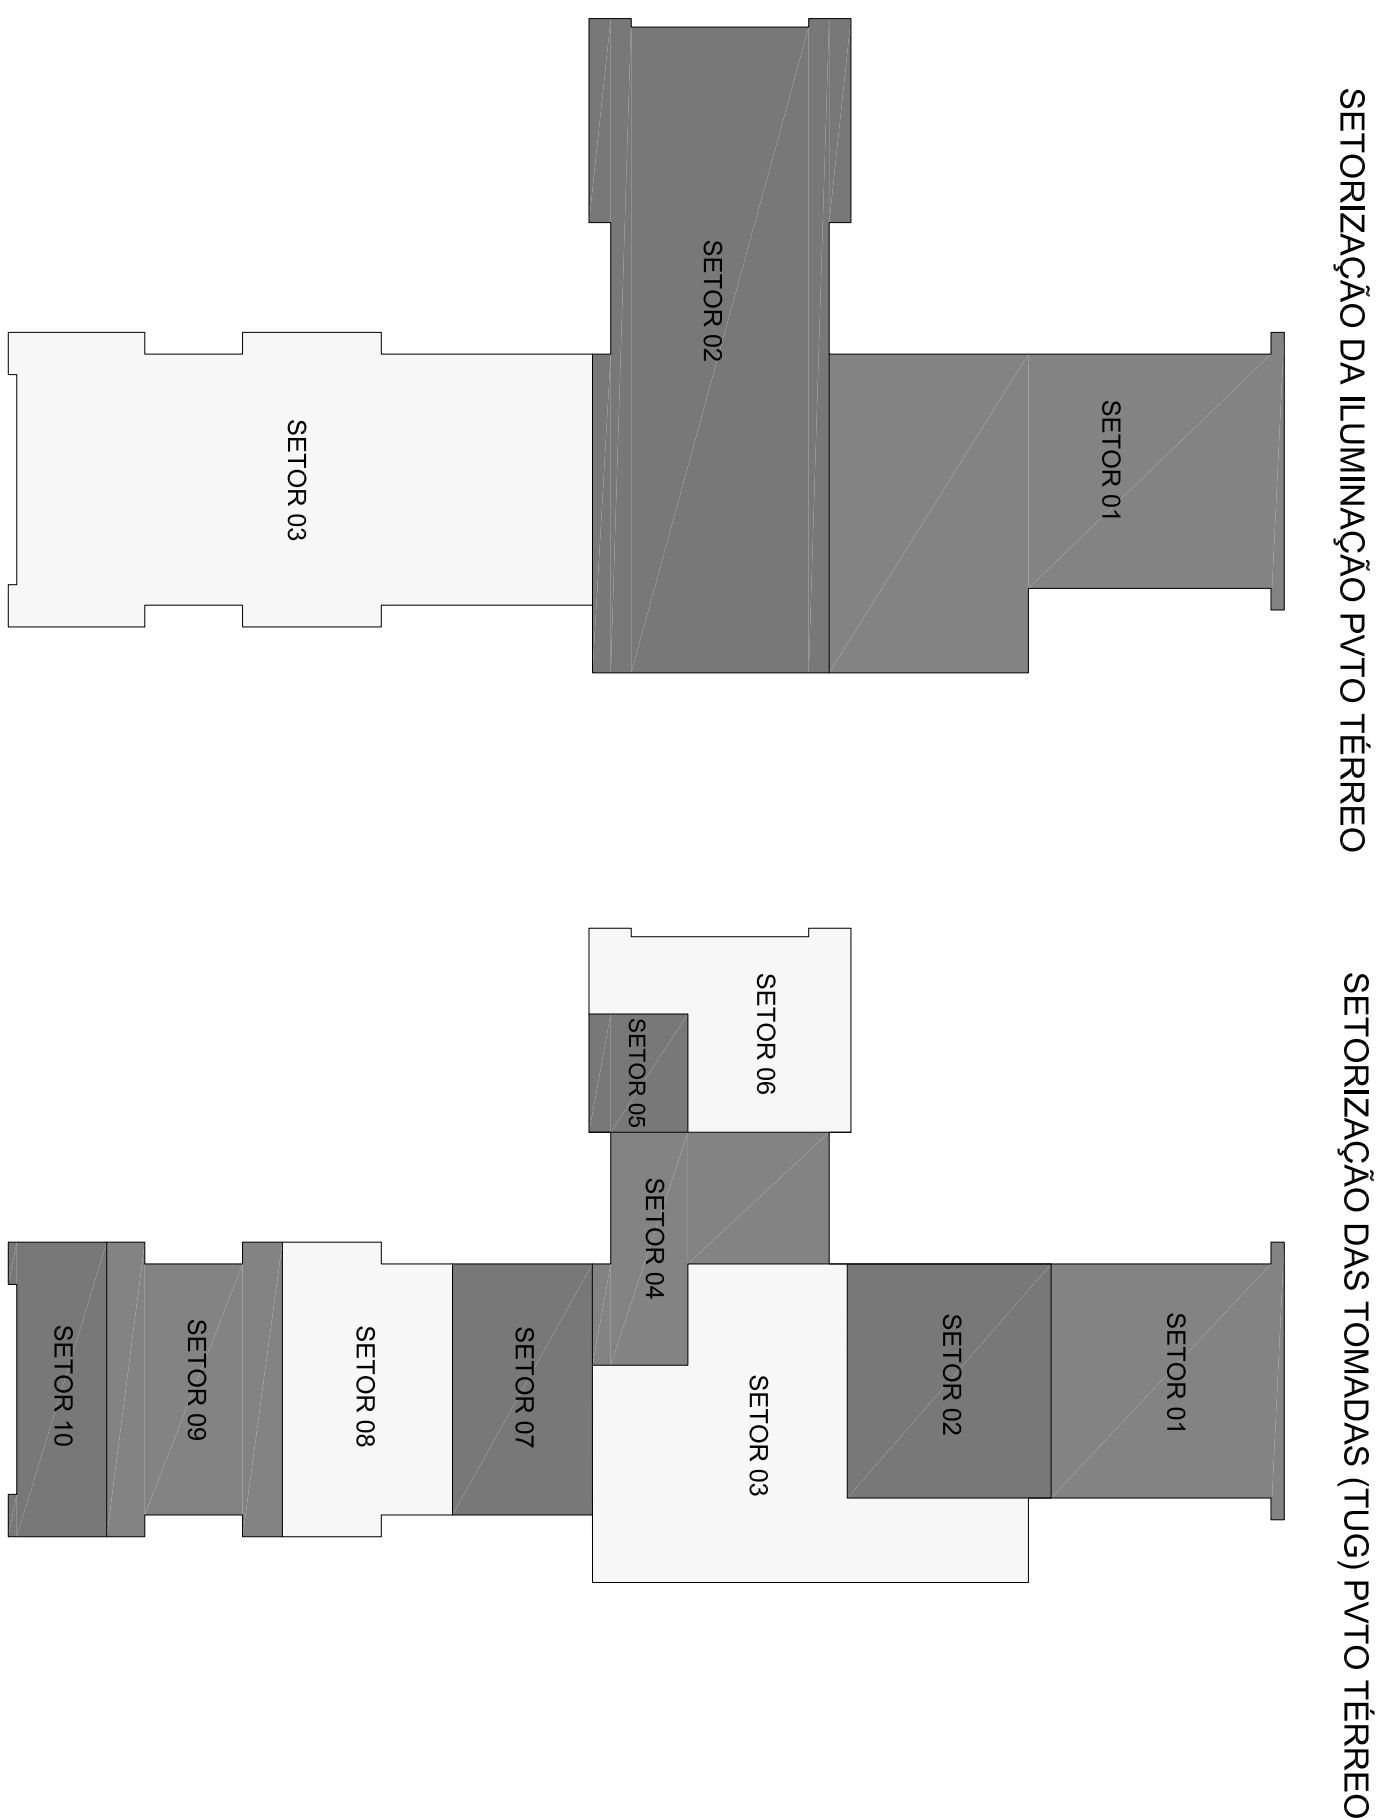 SETORIZAÇÃO DA ILUMINAÇÃO PVTO TÉRREO
SETOR 01
SETOR 02
SETOR 03
SETORIZAÇÃO DAS TOMADAS (TUG) PVTO TÉRREO
SETOR 01
SETOR 02
SETOR 03
SETOR 04
SETOR 05
SETOR 06
SETOR 07
SETOR 08
SETOR 09
SETOR 10